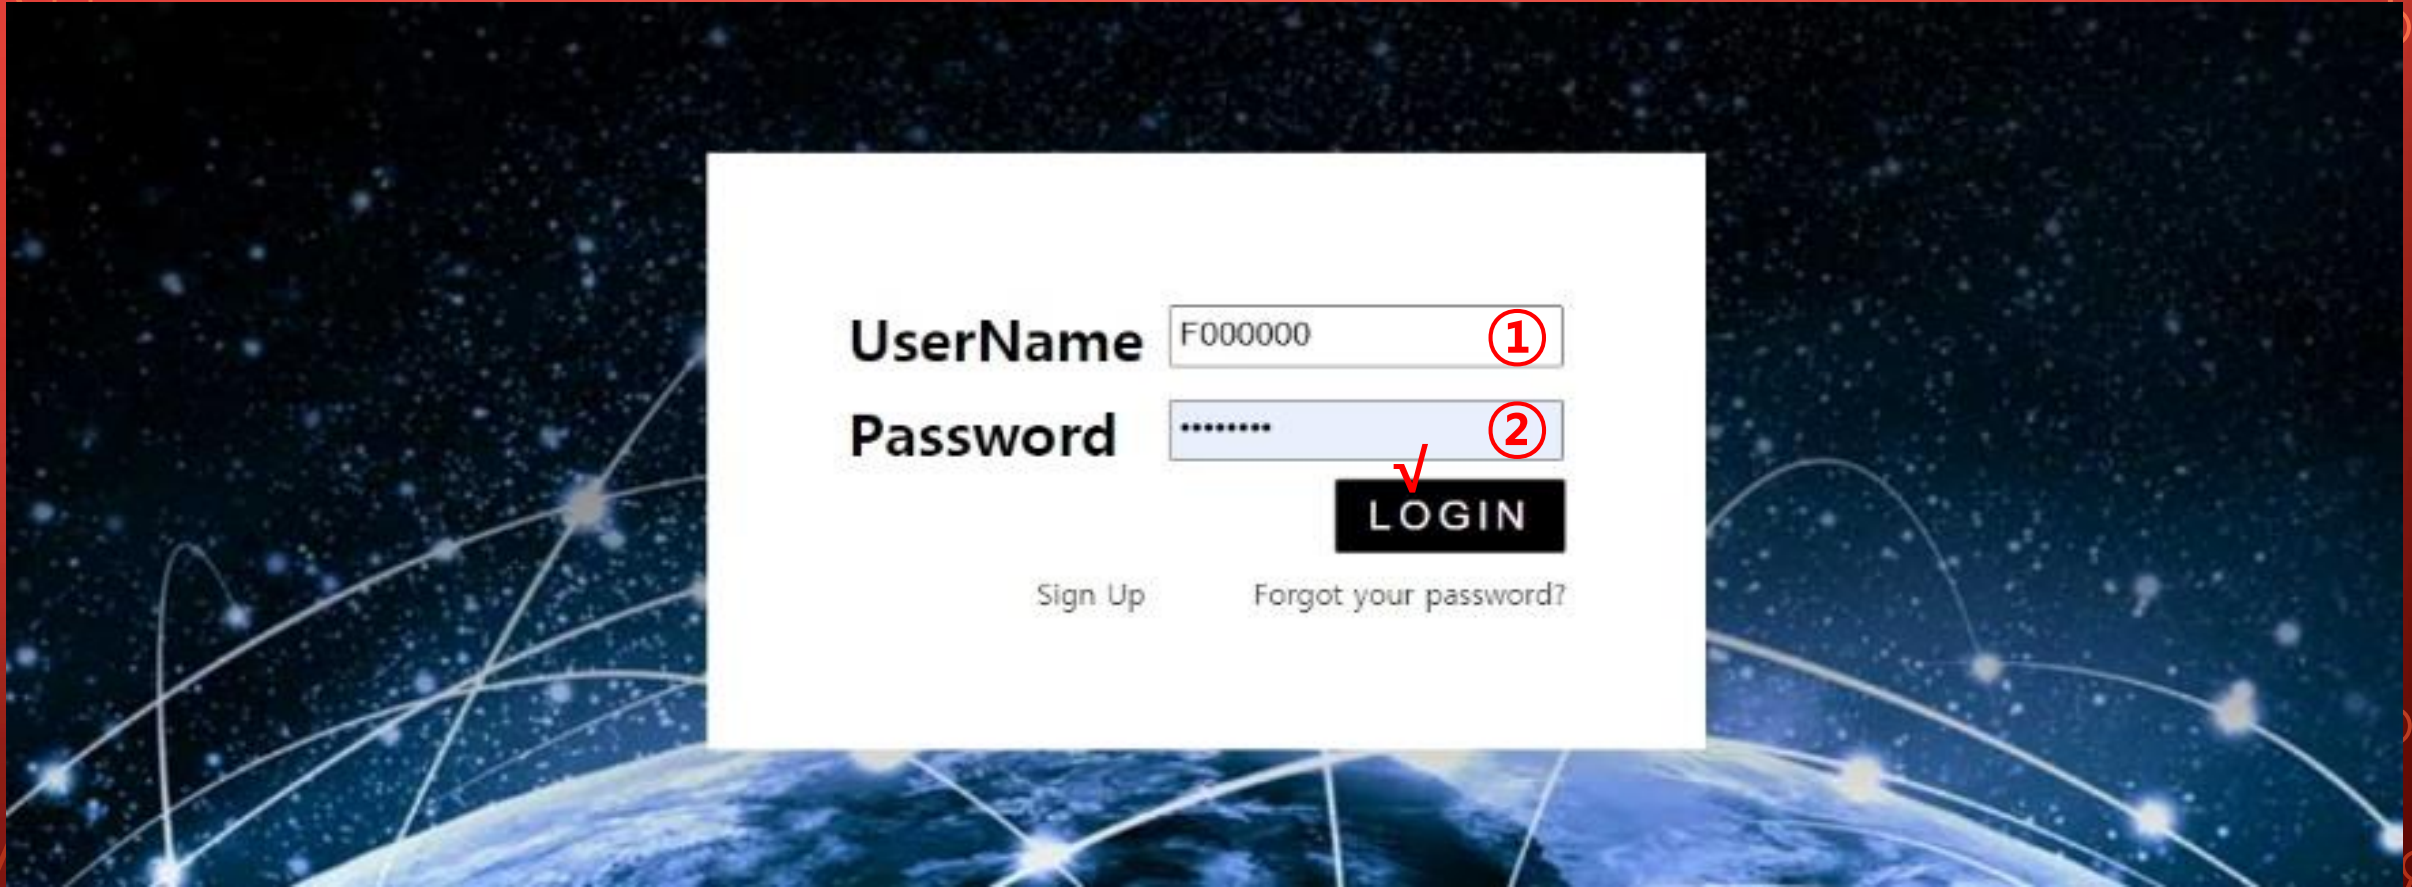 UserName F000000 ①
Password •••••••• ②
√
LOGIN
Sign Up Forgot your password?